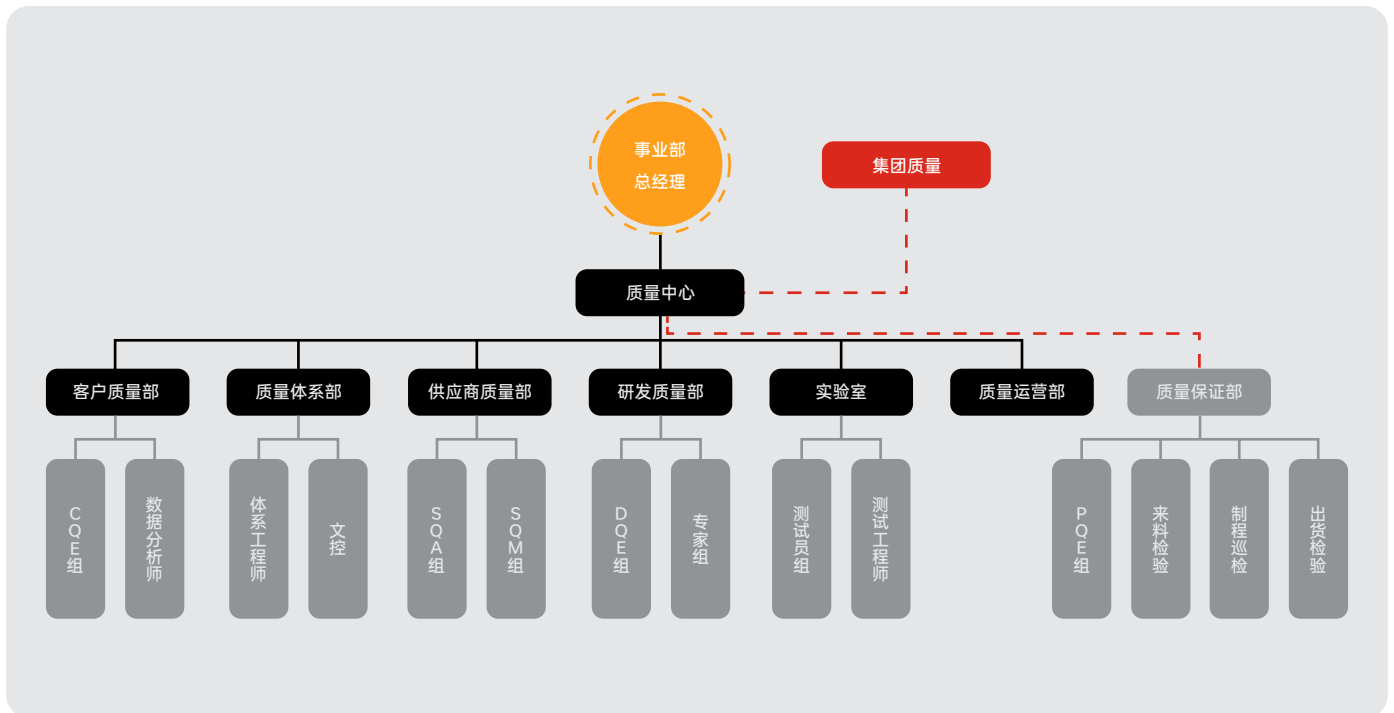 事业部
总经理
集团质量
质量中心
客户质量部
质量体系部
供应商质量部
研发质量部
实验室
质量运营部
质量保证部
CQE组
数据分析师
体系工程师
文控
SQA组
SQM组
DQE组
专家组
测试员组
测试工程师
PQE组
来料检验
制程巡检
出货检验